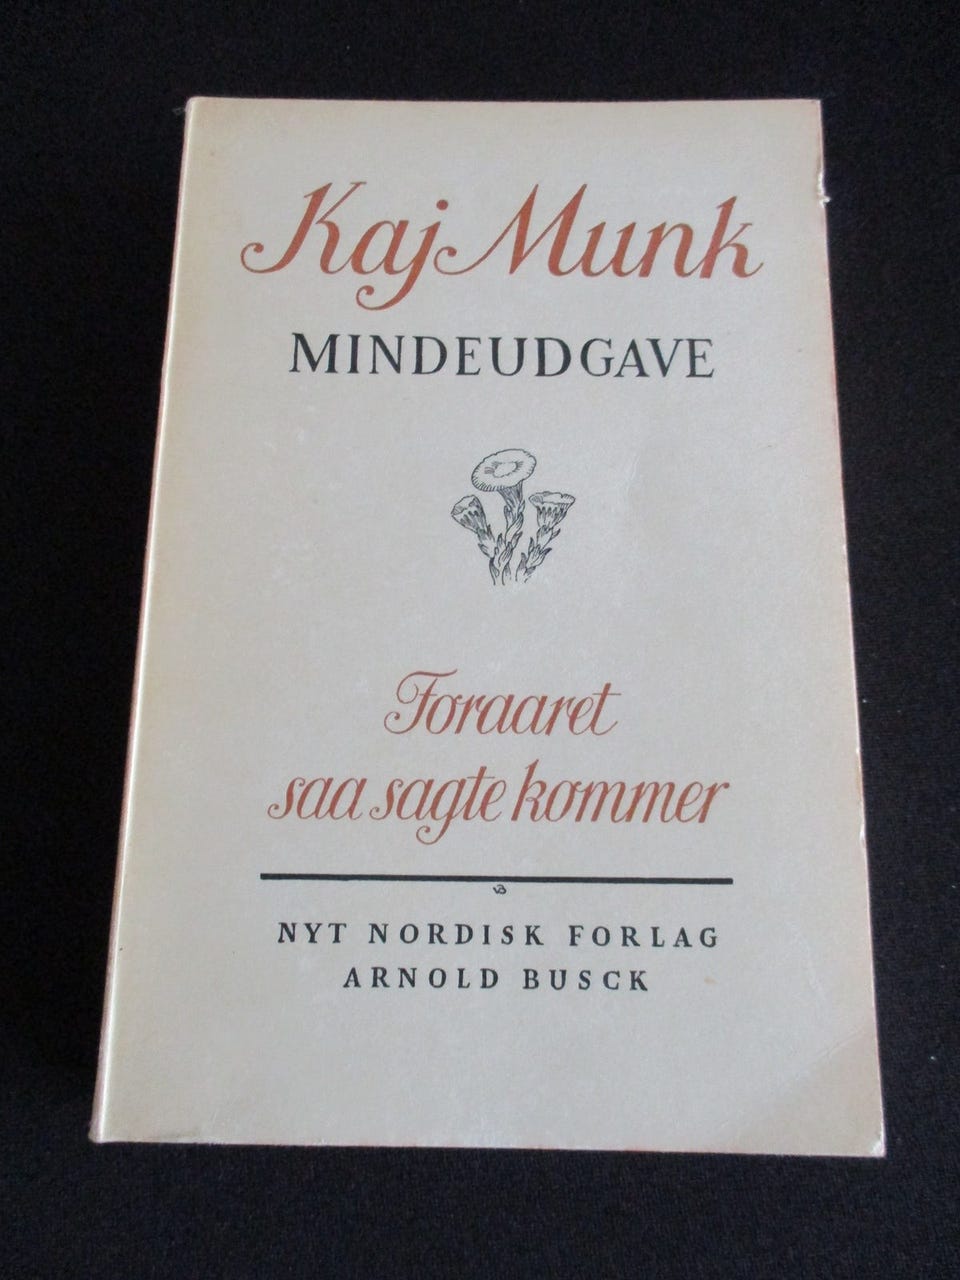 Kaj Munk
MINDEUDGAVE
Foraaret
saa sagte kommer
NYT NORDISK FORLAG
ARNOLD BUSCK